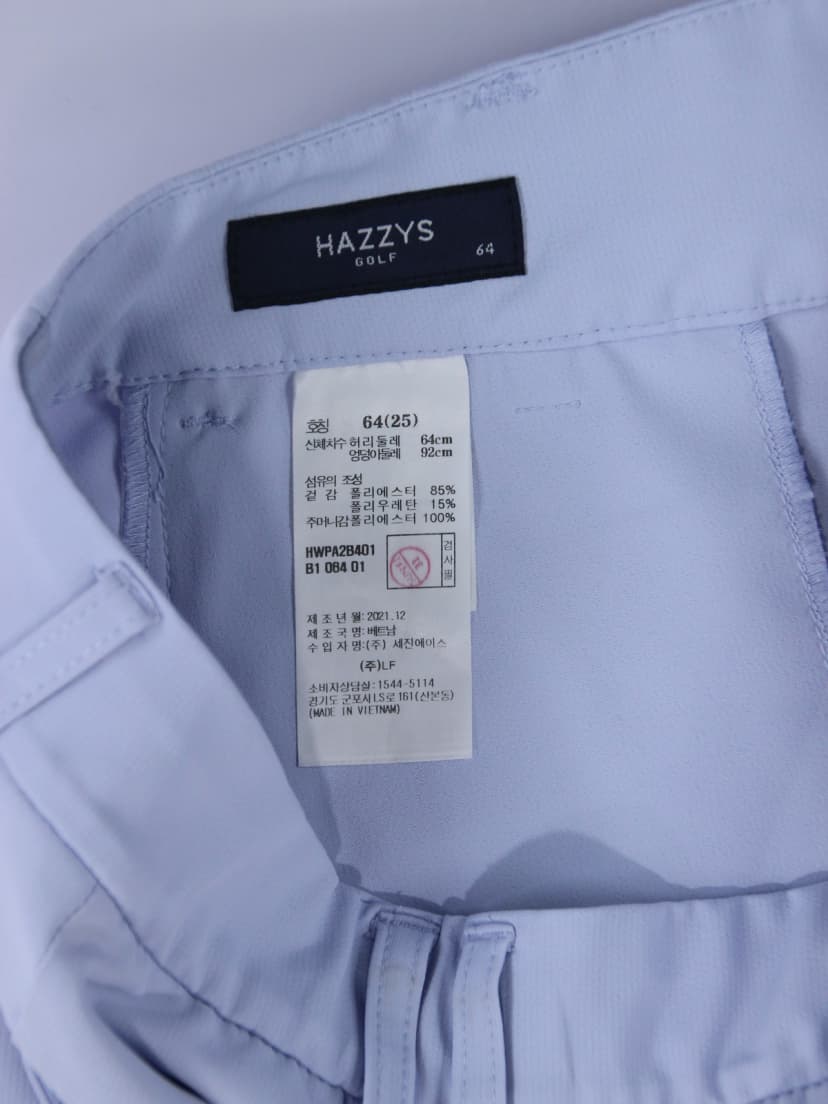 HAZZYS
GOLF
64
호칭 64(25)
신체치수 허리둘레 64cm
엉덩이둘레 92cm
섬유의 조성
겉감 폴리에스터 85%
폴리우레탄 15%
주머니감 폴리에스터 100%
HWPA2B401
B1 064 01
검사필
제조년월:2021.12
제조국명:베트남
수입자명:(주) 세진에이스
(주)LF
소비자상담실:1544-5114
경기도 군포시 LS로 161(산본동)
(MADE IN VIETNAM)